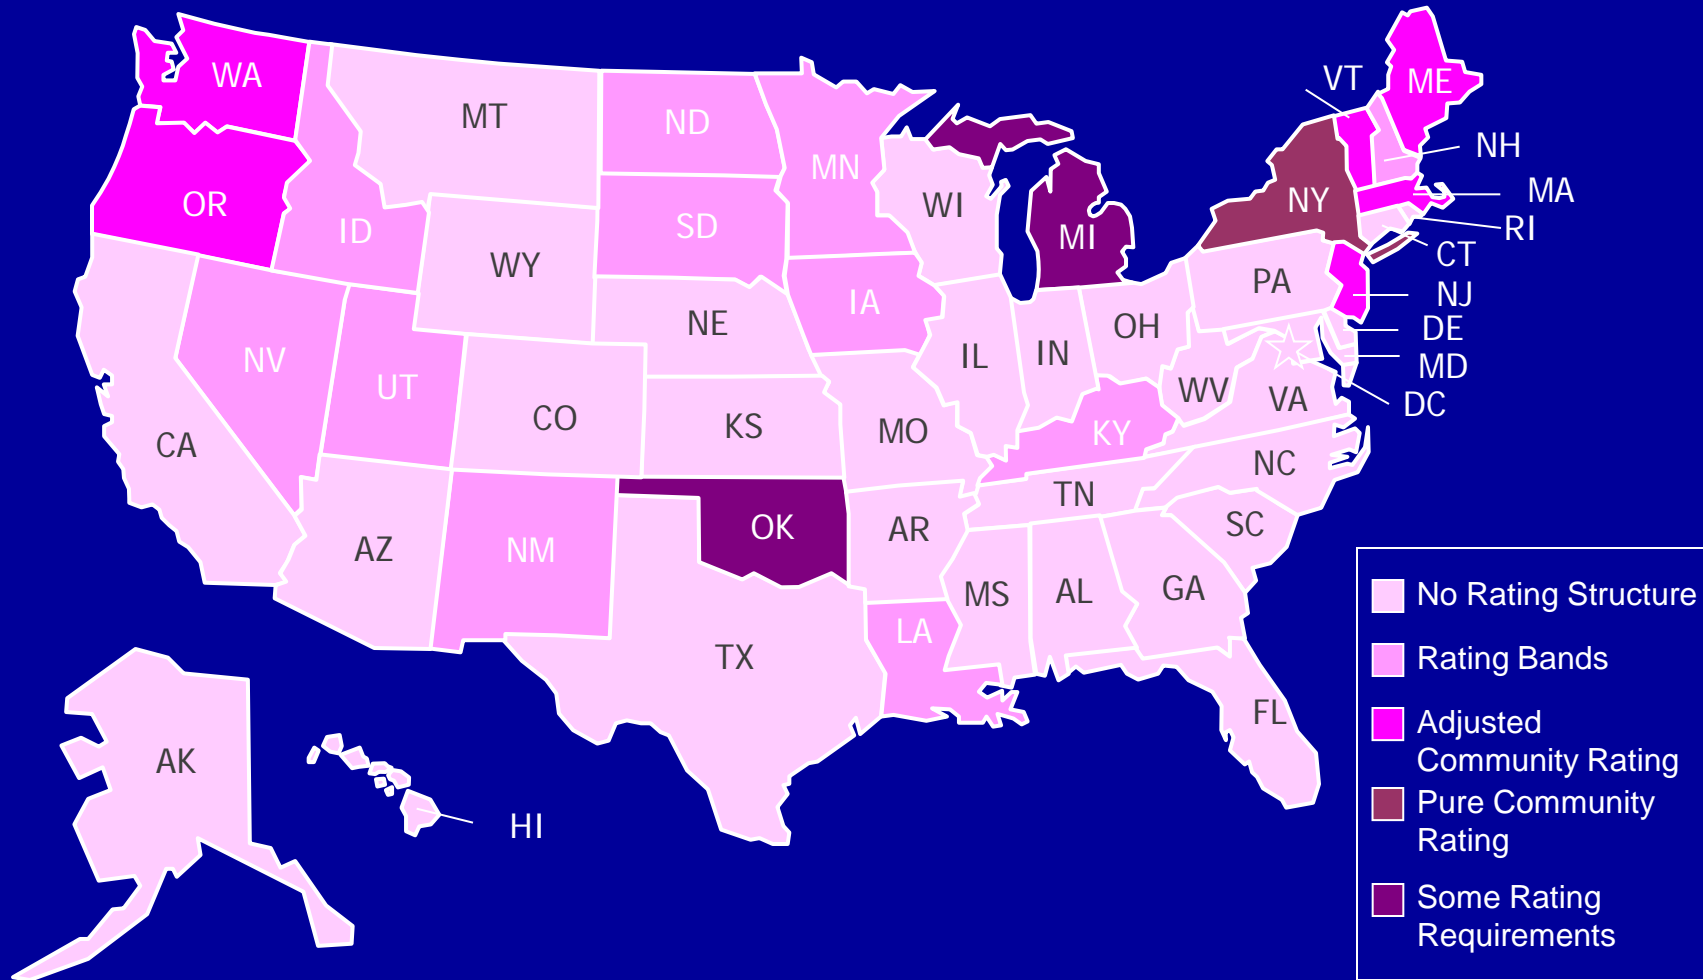 WA
MT
ND
MN
VT
ME
NH
MA
RI
CT
NJ
DE
MD
DC
OR
ID
WY
SD
WI
MI
NY
PA
NE
IA
IL
IN
OH
WV
VA
NV
UT
CO
KS
MO
KY
CA
AZ
NM
OK
AR
TN
NC
SC
TX
LA
MS
AL
GA
FL
AK
HI
No Rating Structure
Rating Bands
Adjusted
Community Rating
Pure Community
Rating
Some Rating
Requirements